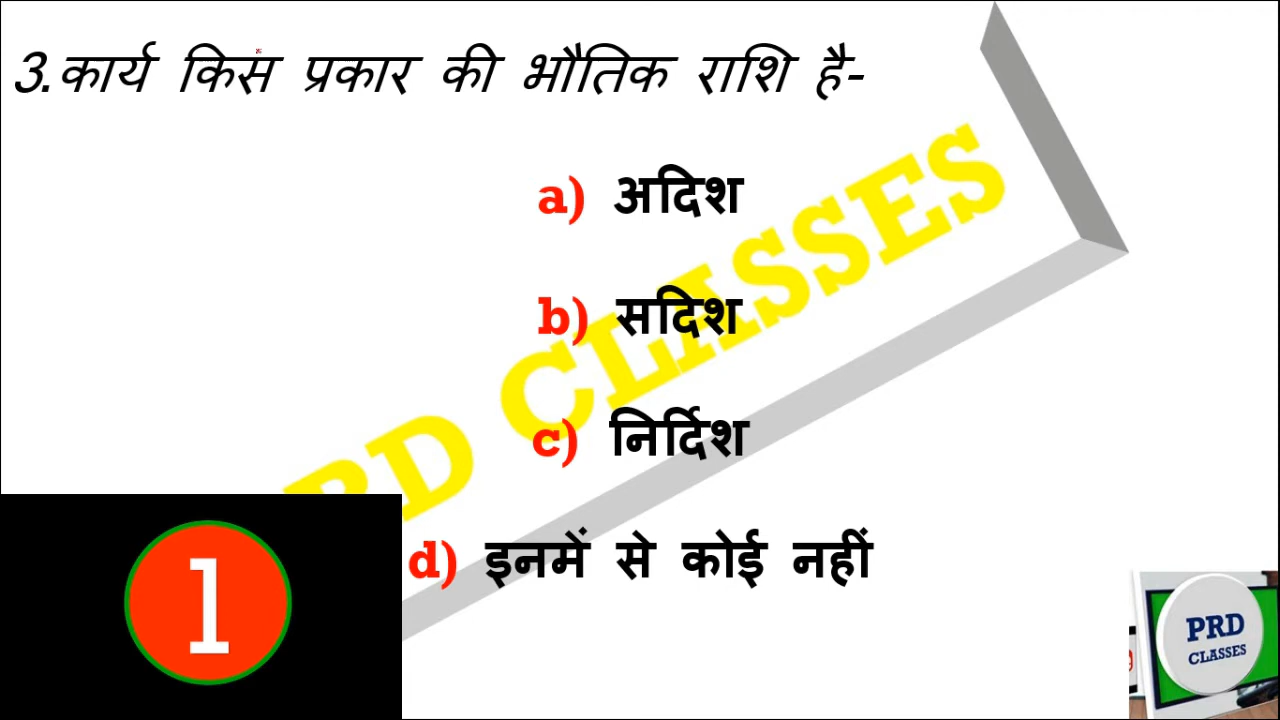 3.कार्य किस प्रकार की भौतिक राशि है-
a) अदिश
b) सदिश
c) निर्दिश
d) इनमें से कोई नहीं
PRD CLASSES
1
PRD
CLASSES